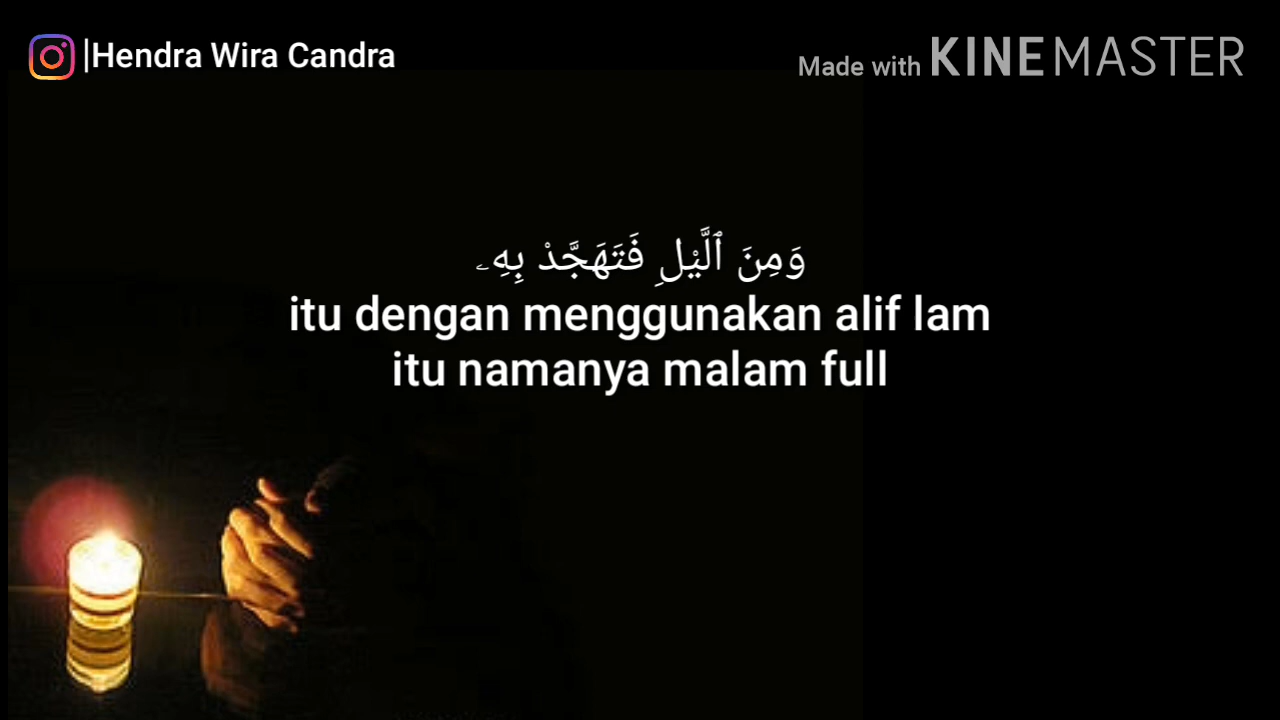 |Hendra Wira Candra
Made with KINEMASTER
وَمِنَ ٱلَّيْلِ فَتَهَجَّدْ بِهِۦ
itu dengan menggunakan alif lam
itu namanya malam full